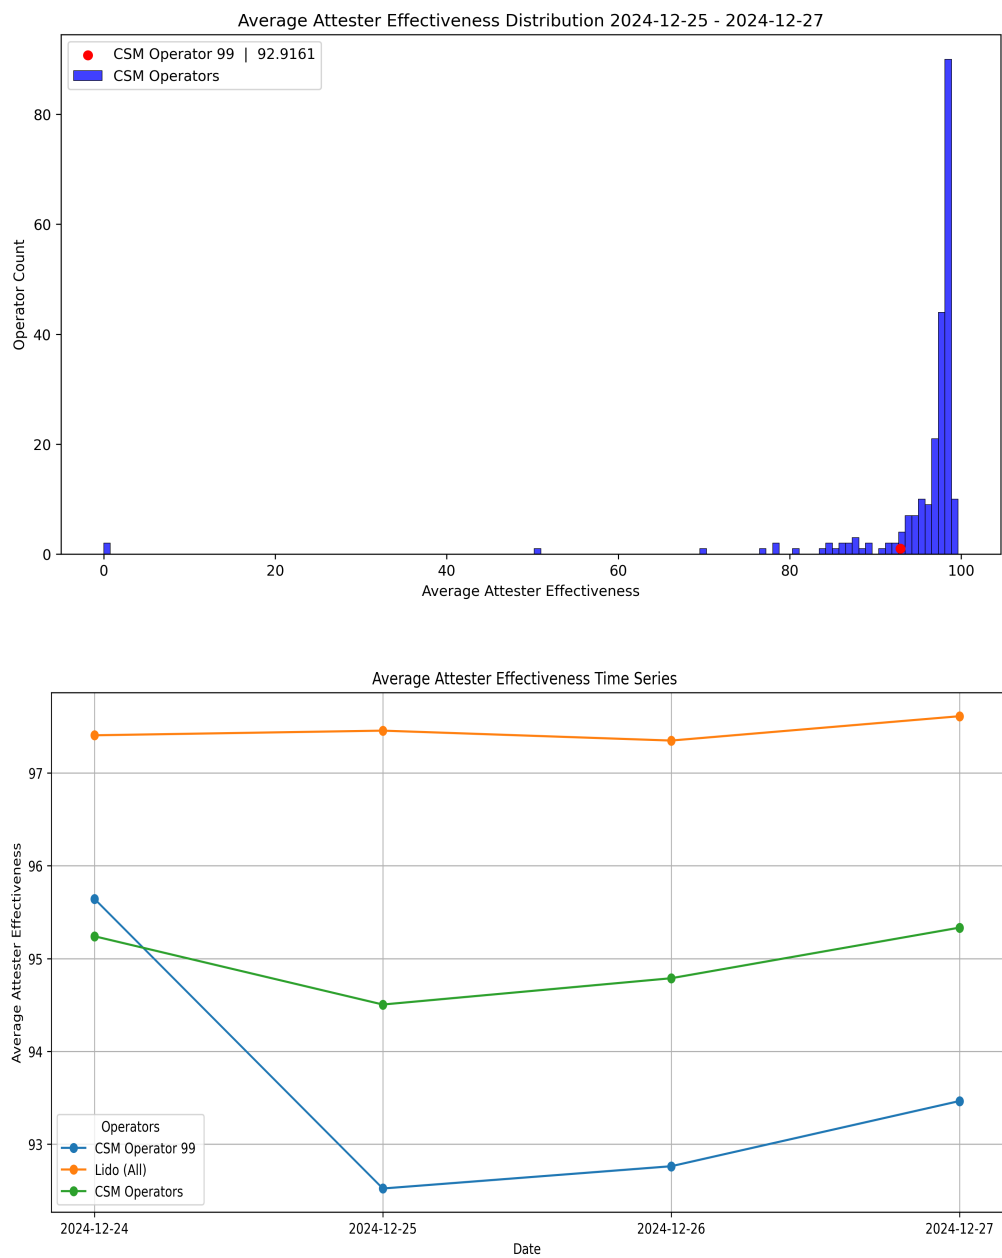 Average Attester Effectiveness Distribution 2024-12-25 - 2024-12-27
CSM Operator 99 | 92.9161
CSM Operators
Operator Count
80
60
40
20
0
0 20 40 60 80 100
Average Attester Effectiveness
Average Attester Effectiveness Time Series
Average Attester Effectiveness
97
96
95
94
93
Operators
CSM Operator 99
Lido (All)
CSM Operators
2024-12-24 2024-12-25 2024-12-26 2024-12-27
Date